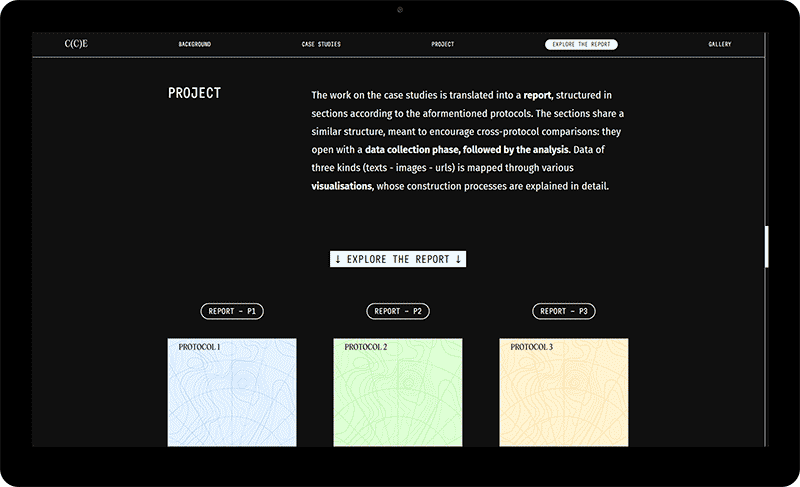 C(C)E
BACKGROUND
CASE STUDIES
PROJECT
EXPLORE THE REPORT
GALLERY
PROJECT
The work on the case studies is translated into a report, structured in
sections according to the aformentioned protocols. The sections share a
similar structure, meant to encourage cross-protocol comparisons: they
open with a data collection phase, followed by the analysis. Data of
three kinds (texts - images - urls) is mapped through various
visualisations, whose construction processes are explained in detail.
↓ EXPLORE THE REPORT ↓
REPORT - P1
REPORT - P2
REPORT - P3
PROTOCOL 1
PROTOCOL 2
PROTOCOL 3